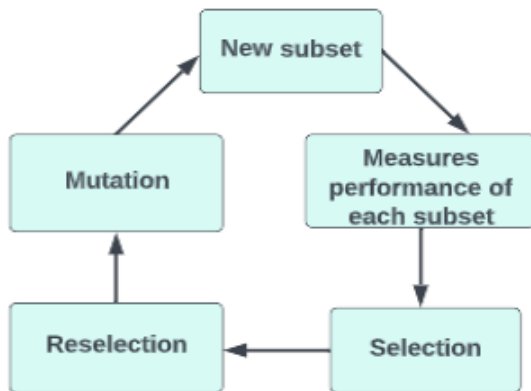 New subset
Measures
performance of
each subset
Selection
Reselection
Mutation